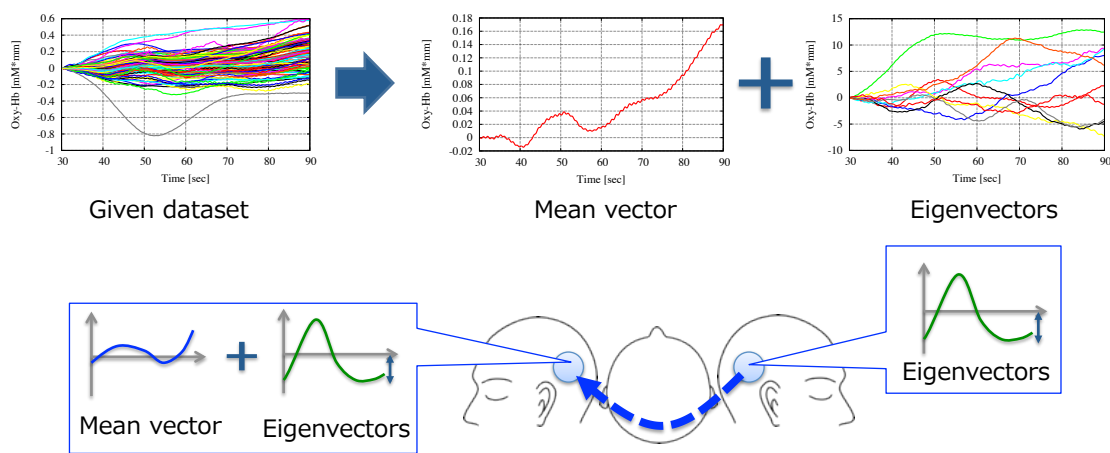 Oxy-Hb [mM*mm]
0.6
0.4
0.2
0
-0.2
-0.4
-0.6
-0.8
-1
30 40 50 60 70 80 90
Time [sec]
Given dataset
Oxy-Hb [mM*mm]
0.18
0.16
0.14
0.12
0.1
0.08
0.06
0.04
0.02
0
-0.02
30 40 50 60 70 80 90
Time [sec]
Mean vector
Oxy-Hb [mM*mm]
15
10
5
0
-5
-10
30 40 50 60 70 80 90
Time [sec]
Eigenvectors
Mean vector
Eigenvectors
Eigenvectors